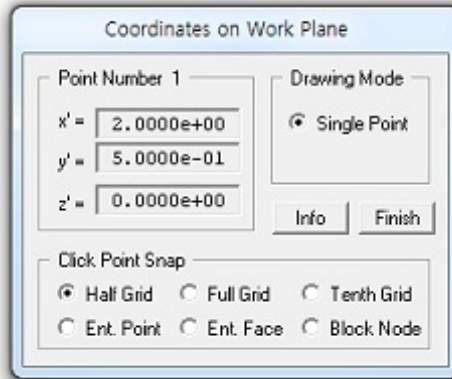 Coordinates on Work Plane
Point Number 1
x' = 2.0000e+00
y' = 5.0000e-01
z' = 0.0000e+00
Drawing Mode
Single Point
Info Finish
Click Point Snap
Half Grid Full Grid Tenth Grid
Ent. Point Ent. Face Block Node